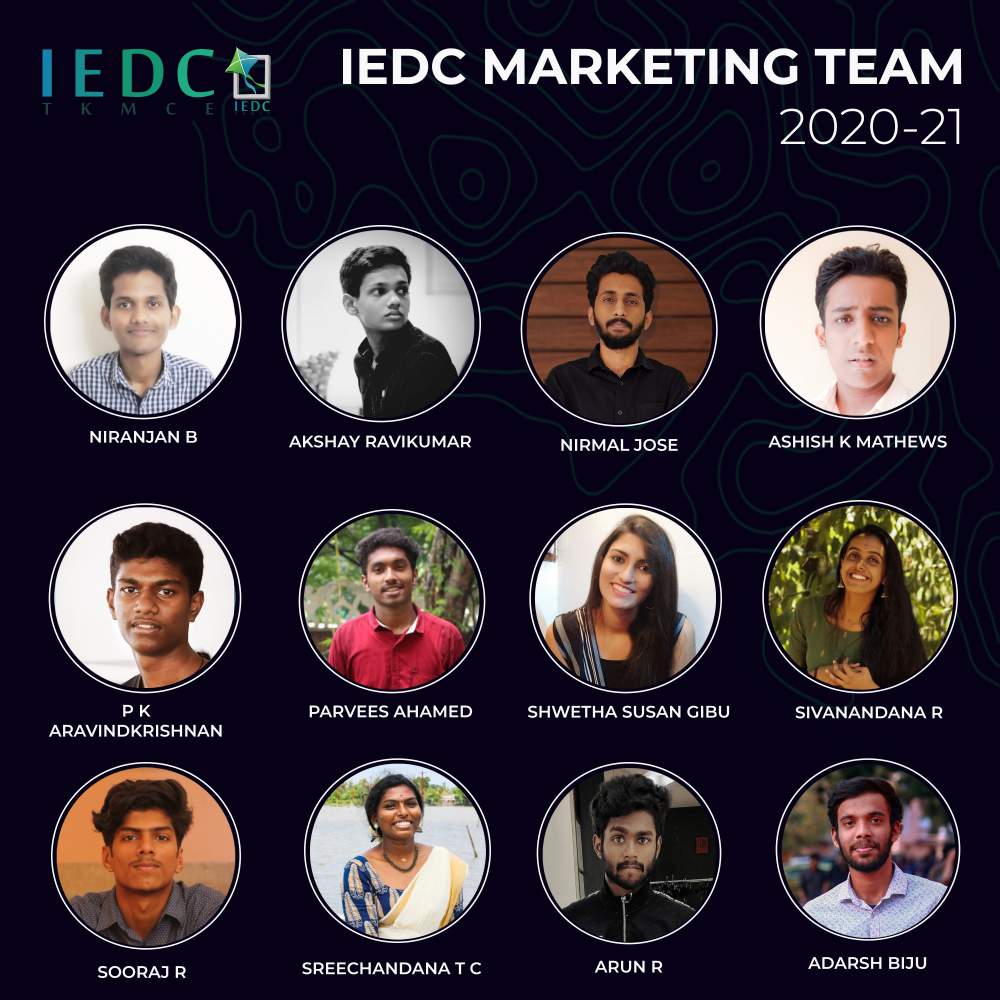 IEDC
TKMCE
IEDC
IEDC MARKETING TEAM
2020-21
NIRANJAN B
AKSHAY RAVIKUMAR
NIRMAL JOSE
ASHISH K MATHEWS
P K
ARAVINDKRISHNAN
PARVEES AHAMED
SHWETHA SUSAN GIBU
SIVANANDANA R
SOORAJ R
SREECHANDANA T C
ARUN R
ADARSH BIJU